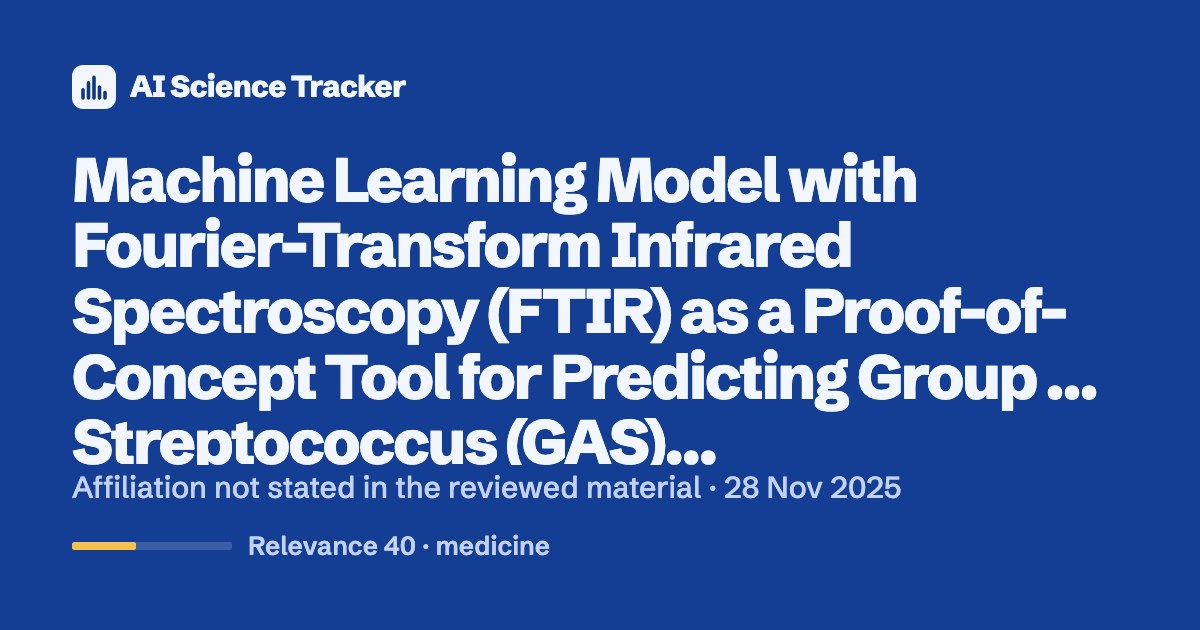 AI Science Tracker
Machine Learning Model with
Fourier-Transform Infrared
Spectroscopy (FTIR) as a Proof-of-
Concept Tool for Predicting Group ...
Streptococcus (GAS)...
Affiliation not stated in the reviewed material · 28 Nov 2025
Relevance 40 · medicine